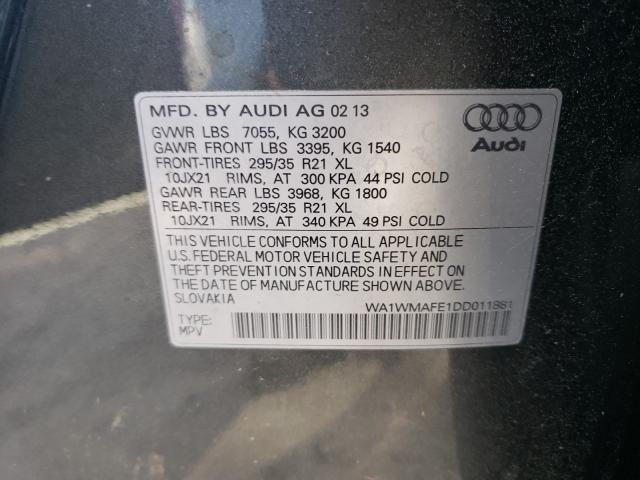 MFD. BY AUDI AG 02 13
GVWR LBS 7055, KG 3200
GAWR FRONT LBS 3395, KG 1540
FRONT-TIRES 295/35 R21 XL
10JX21 RIMS, AT 300 KPA 44 PSI COLD
GAWR REAR LBS 3968, KG 1800
REAR-TIRES 295/35 R21 XL
10JX21 RIMS, AT 340 KPA 49 PSI COLD
Audi
THIS VEHICLE CONFORMS TO ALL APPLICABLE
U.S. FEDERAL MOTOR VEHICLE SAFETY AND
THEFT PREVENTION STANDARDS IN EFFECT ON
THE DATE OF MANUFACTURE SHOWN ABOVE.
SLOVAKIA
WA1WMAFE1DD011881
TYPE:
MPV